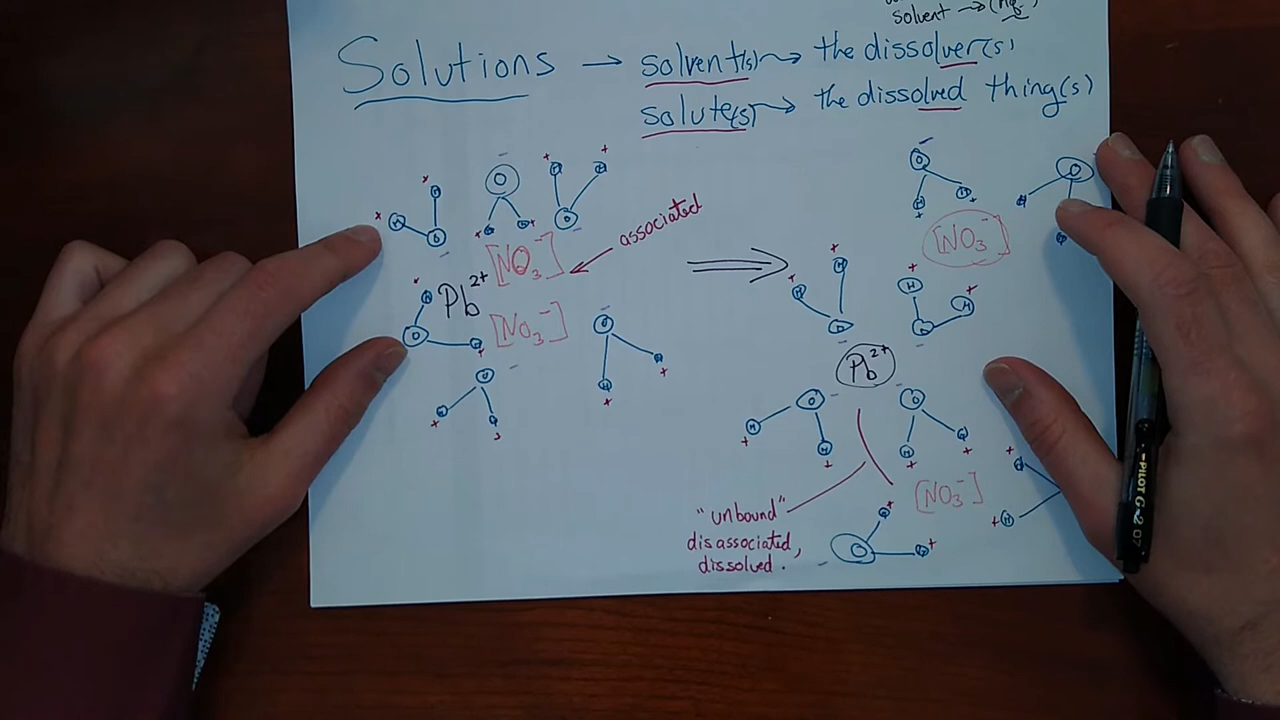 solvent →
Solutions → solvent(s) → the dissolver(s)
solute(s) → the dissolved thing(s)
associated
[NO₃⁻]
Pb²⁺
[NO₃⁻]
[NO₃⁻]
Pb²⁺
[NO₃⁻]
"unbound"
disassociated,
dissolved.
PILOT G-2 07